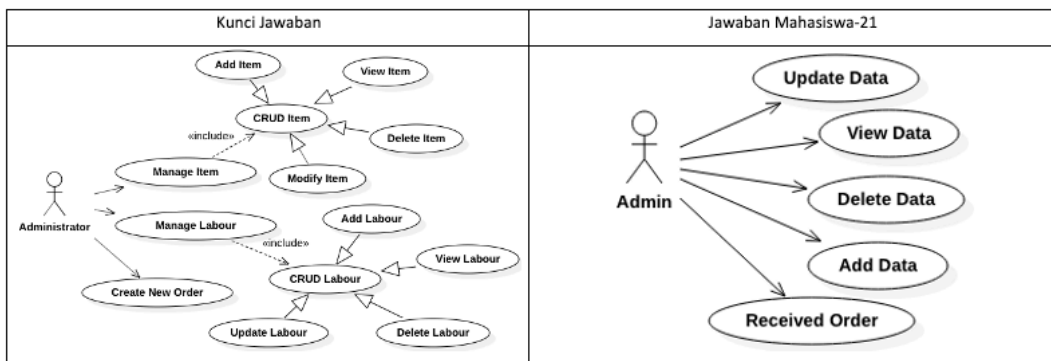 Kunci Jawaban
Jawaban Mahasiswa-21
Add Item
View Item
CRUD Item
«include»
Delete Item
Manage Item
Modify Item
Administrator
Add Labour
Manage Labour
«include»
View Labour
CRUD Labour
Create New Order
Update Labour
Delete Labour
Update Data
View Data
Admin
Delete Data
Add Data
Received Order